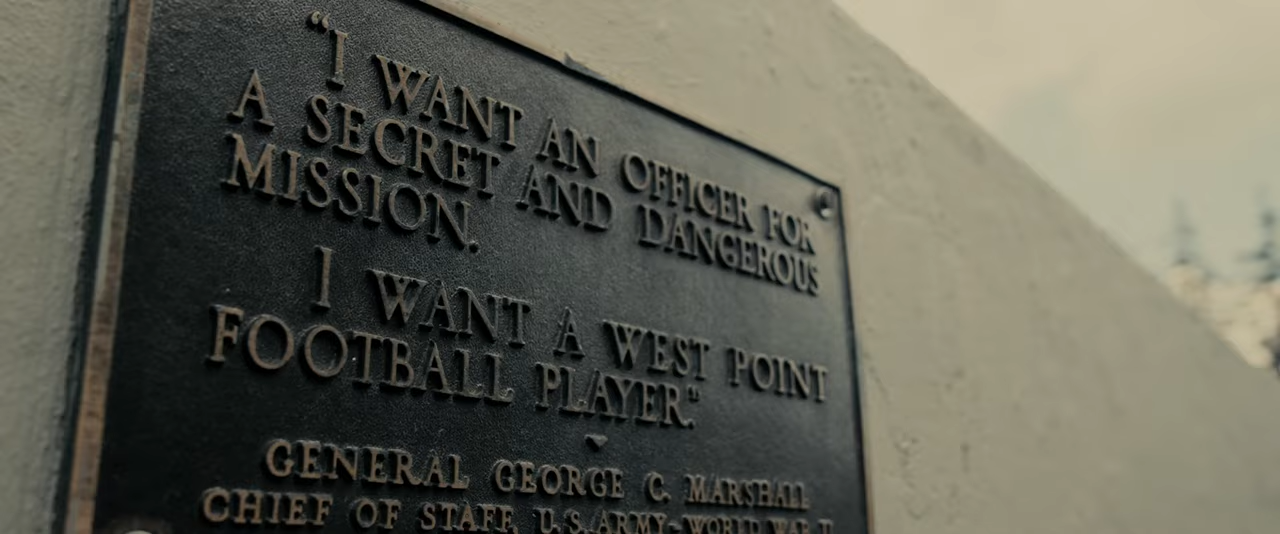 “I WANT AN OFFICER FOR
A SECRET AND DANGEROUS
MISSION.
I WANT A WEST POINT
FOOTBALL PLAYER.”
GENERAL GEORGE C. MARSHALL
CHIEF OF STAFF, U.S. ARMY-WORLD WAR II